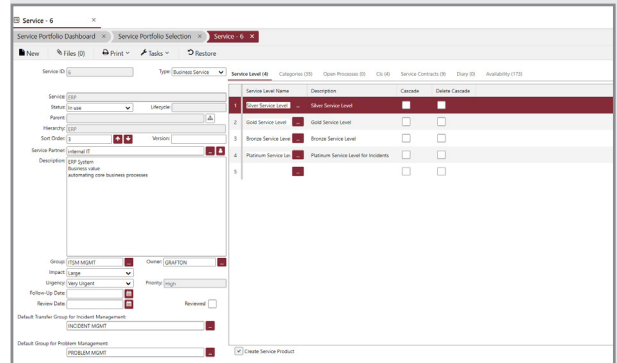 Service - 6 ×
Service Portfolio Dashboard × Service Portfolio Selection × Service - 6 ×
New Files (0) Print Tasks Restore
Service ID: 6 Type: Business Service
Service: ERP
Status: In use Lifecycle:
Parent:
Hierarchy: ERP
Sort Order: 3 Version:
Service Partner: internal IT
Description: ERP System
Business value
automating core business processes
Group: ITSM MGMT ... Owner: GRAFTON ...
Impact: Large
Urgency: Very Urgent Priority: High
Follow-Up Date:
Review Date: Reviewed
Default Transfer Group for Incident Management:
INCIDENT MGMT ...
Default Group for Problem Management:
PROBLEM MGMT ...
Service Level (4) Categories (35) Open Processes (0) CIs (4) Service Contracts (9) Diary (0) Availability (173)
Service Level Name Description Cascade Delete Cascade
1 Silver Service Level ... Silver Service Level
2 Gold Service Level ... Gold Service Level
3 Bronze Service Leve ... Bronze Service Level
4 Platinum Service Lev ... Platinum Service Level for Incidents
5 ...
Create Service Product